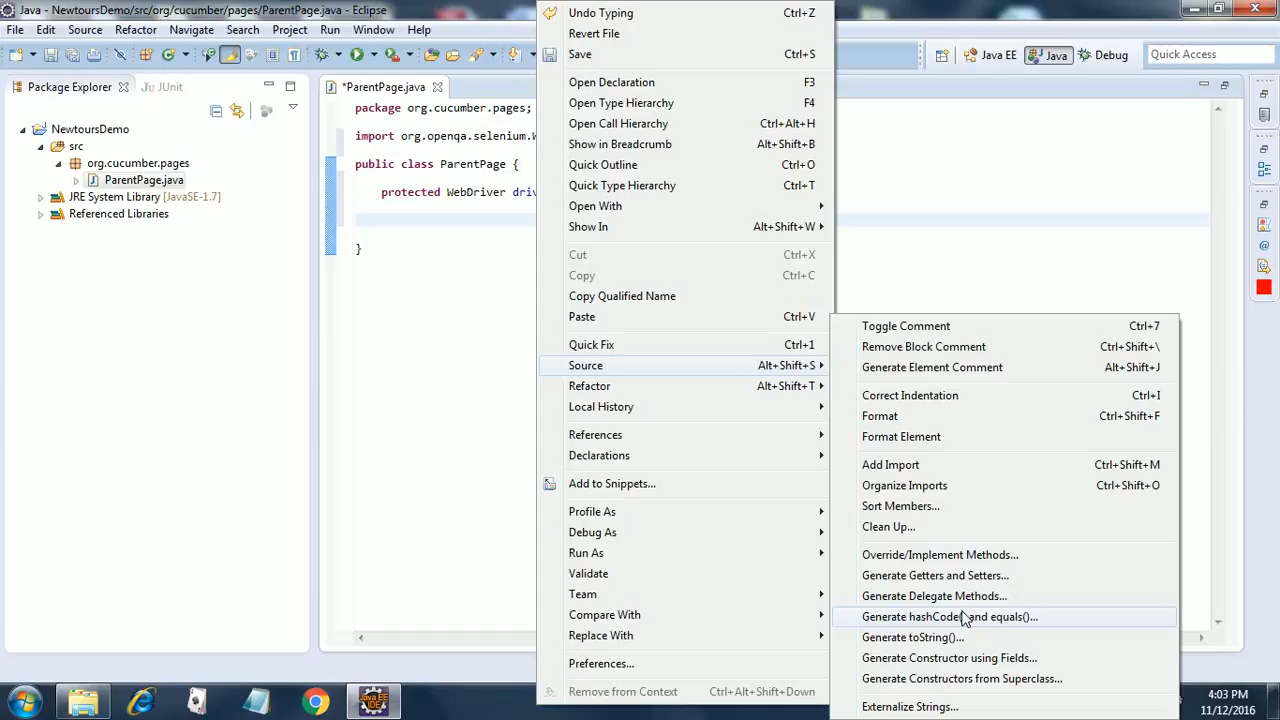 Java - NewtoursDemo/src/org/cucumber/pages/ParentPage.java - Eclipse
File Edit Source Refactor Navigate Search Project Run Window Help
Java EE Java Debug Quick Access
Package Explorer JUnit
NewtoursDemo
src
org.cucumber.pages
ParentPage.java
JRE System Library [JavaSE-1.7]
Referenced Libraries
*ParentPage.java
package org.cucumber.pages;
import org.openqa.selenium.W
public class ParentPage {
protected WebDriver driv
}
Undo Typing Ctrl+Z
Revert File
Save Ctrl+S
Open Declaration F3
Open Type Hierarchy F4
Open Call Hierarchy Ctrl+Alt+H
Show in Breadcrumb Alt+Shift+B
Quick Outline Ctrl+O
Quick Type Hierarchy Ctrl+T
Open With
Show In Alt+Shift+W
Cut Ctrl+X
Copy Ctrl+C
Copy Qualified Name
Paste Ctrl+V
Quick Fix Ctrl+1
Source Alt+Shift+S
Refactor Alt+Shift+T
Local History
References
Declarations
Add to Snippets...
Profile As
Debug As
Run As
Validate
Team
Compare With
Replace With
Preferences...
Remove from Context Ctrl+Alt+Shift+Down
Toggle Comment Ctrl+7
Remove Block Comment Ctrl+Shift+\
Generate Element Comment Alt+Shift+J
Correct Indentation Ctrl+I
Format Ctrl+Shift+F
Format Element
Add Import Ctrl+Shift+M
Organize Imports Ctrl+Shift+O
Sort Members...
Clean Up...
Override/Implement Methods...
Generate Getters and Setters...
Generate Delegate Methods...
Generate hashCode() and equals()...
Generate toString()...
Generate Constructor using Fields...
Generate Constructors from Superclass...
Externalize Strings...
Java EE
IDE
4:03 PM
11/12/2016